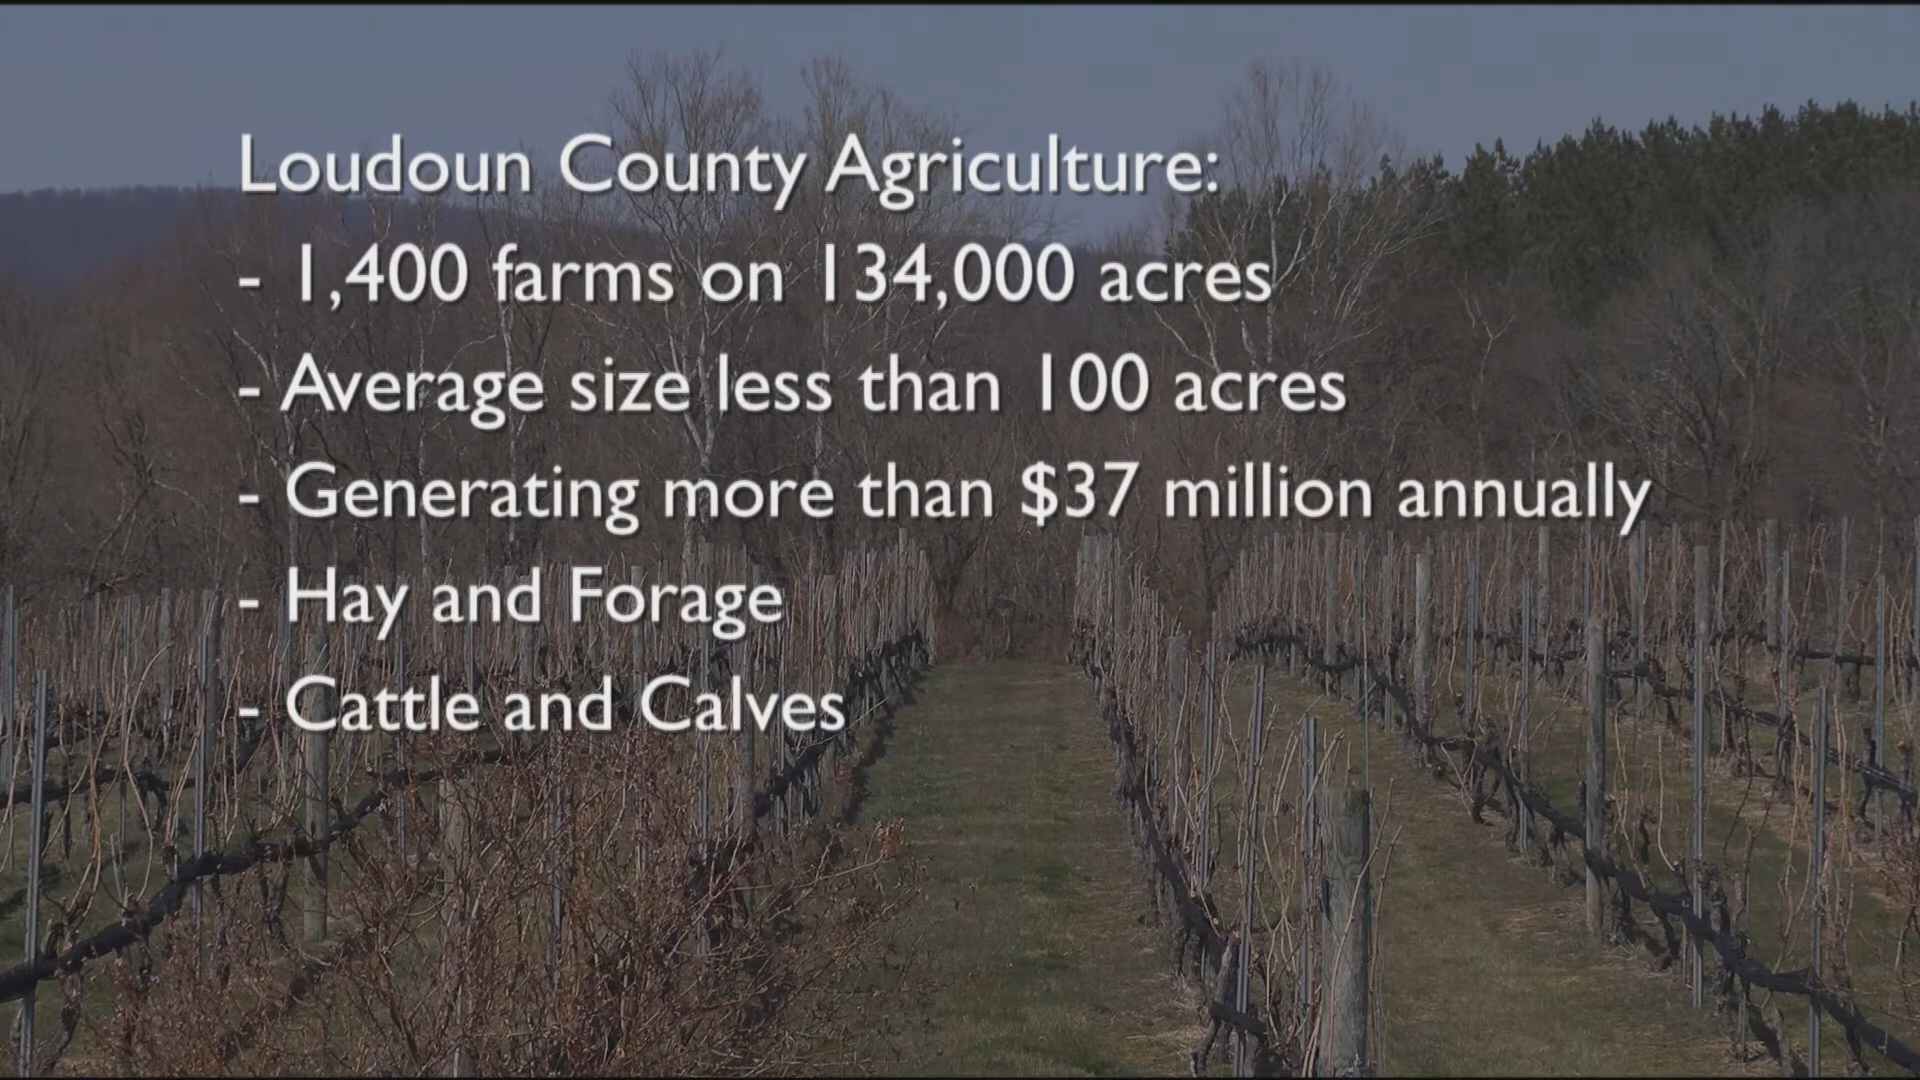 Loudoun County Agriculture:
- 1,400 farms on 134,000 acres
- Average size less than 100 acres
- Generating more than $37 million annually
- Hay and Forage
- Cattle and Calves